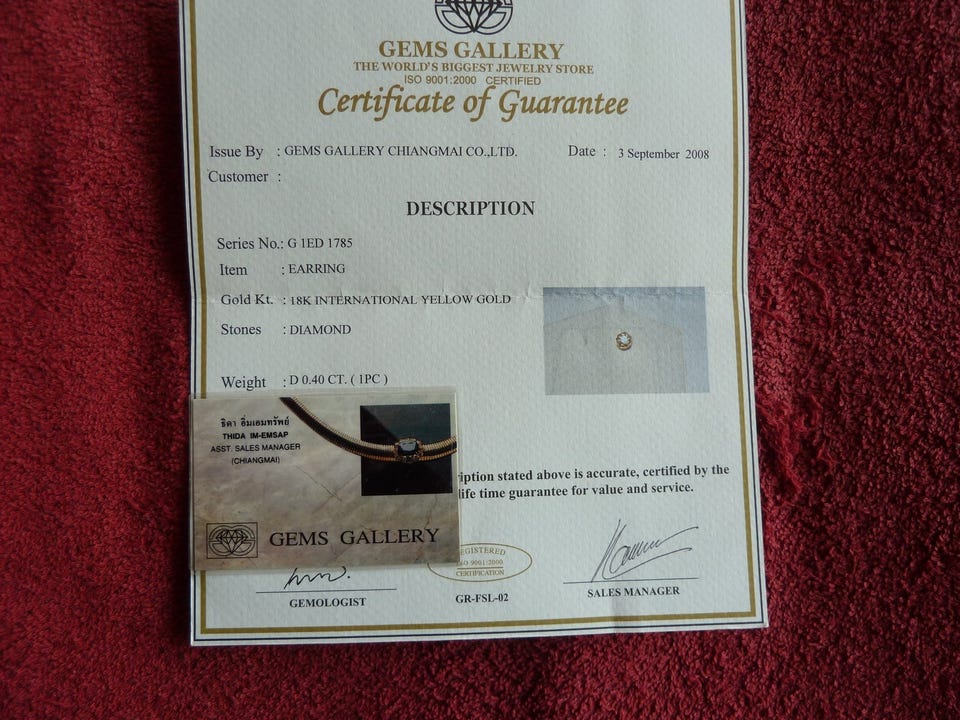 GEMS GALLERY
THE WORLD'S BIGGEST JEWELRY STORE
ISO 9001:2000 CERTIFIED
Certificate of Guarantee
Issue By : GEMS GALLERY CHIANGMAI CO.,LTD. Date : 3 September 2008
Customer :
DESCRIPTION
Series No.: G 1ED 1785
Item : EARRING
Gold Kt. : 18K INTERNATIONAL YELLOW GOLD
Stones : DIAMOND
Weight : D 0.40 CT. ( 1PC )
ธิดา อิ่มเอมทรัพย์
THIDA IM-EMSAP
ASST. SALES MANAGER
(CHIANGMAI)
GEMS GALLERY
stated above is accurate, certified by the
life time guarantee for value and service.
REGISTERED
ISO 9001:2000
CERTIFICATION
GEMOLOGIST
GR-FSL-02
SALES MANAGER